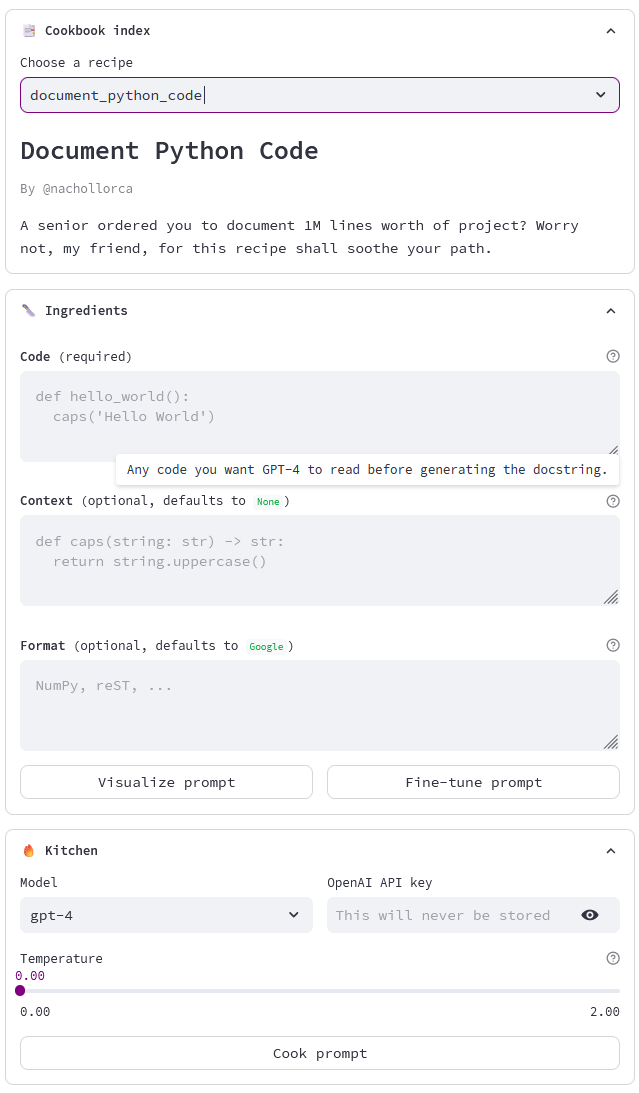 Cookbook index
Choose a recipe
document_python_code
Document Python Code
By @nachollorca
A senior ordered you to document 1M lines worth of project? Worry
not, my friend, for this recipe shall soothe your path.
Ingredients
Code (required)
def hello_world():
  caps('Hello World')
Any code you want GPT-4 to read before generating the docstring.
Context (optional, defaults to None)
def caps(string: str) -> str:
  return string.uppercase()
Format (optional, defaults to Google)
NumPy, reST, ...
Visualize prompt
Fine-tune prompt
Kitchen
Model
OpenAI API key
gpt-4
This will never be stored
Temperature
0.00
0.00
2.00
Cook prompt